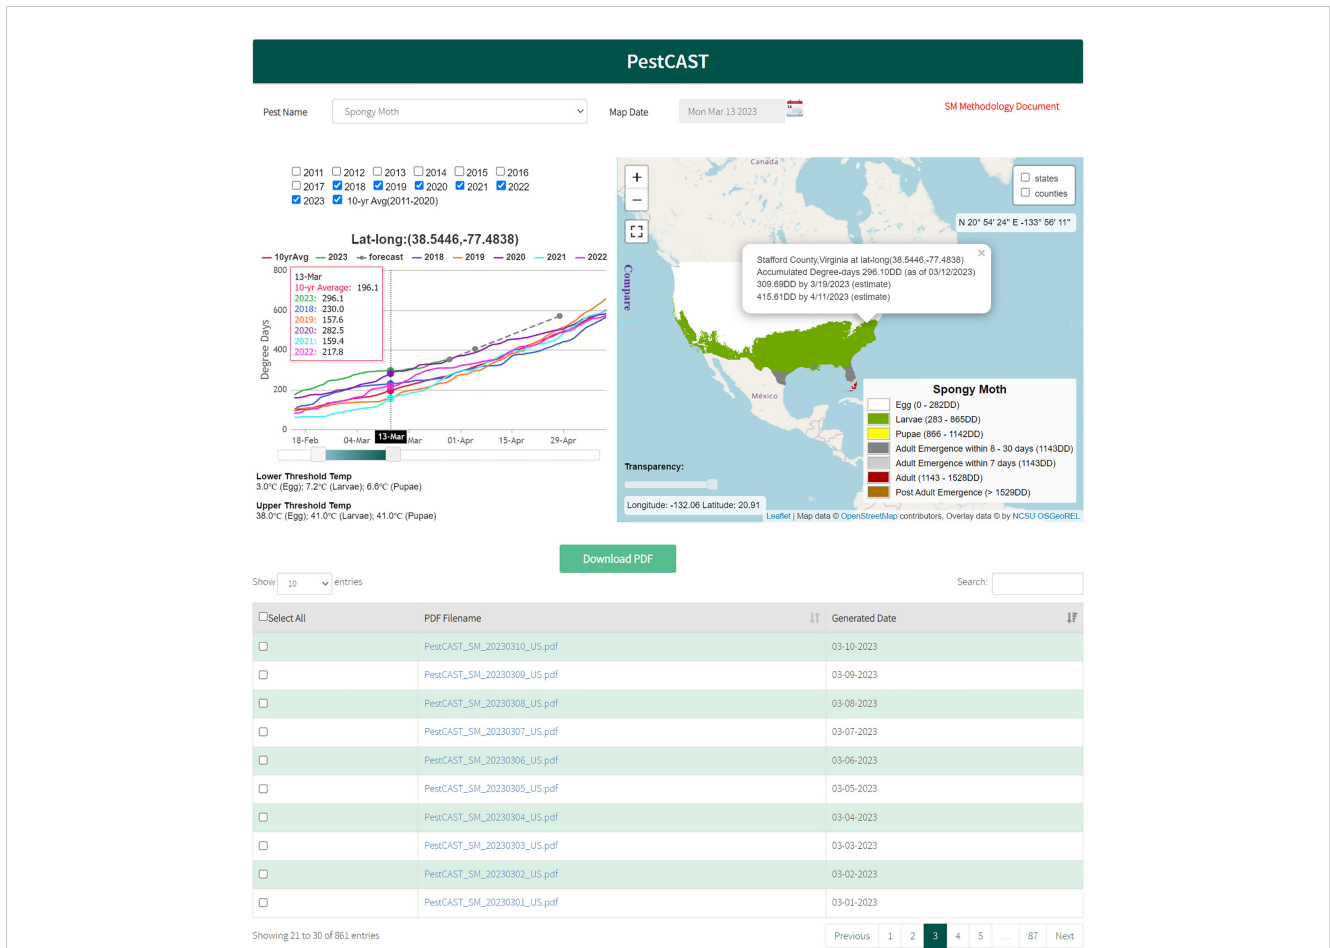 PestCAST
Pest Name
Spongy Moth
Map Date
Mon Mar 13 2023
SM Methodology Document
2011 2012 2013 2014 2015 2016
2017 2018 2019 2020 2021 2022
2023 10-yr Avg(2011-2020)
Lat-long:(38.5446,-77.4838)
10yrAvg 2023 forecast 2018 2019 2020 2021 2022
Degree Days
800
600
400
200
0
13-Mar
10-yr Average: 196.1
2023: 296.1
2018: 230.0
2019: 157.6
2020: 282.5
2021: 159.4
2022: 217.8
18-Feb 04-Mar 13-Mar Mar 01-Apr 15-Apr 29-Apr
Lower Threshold Temp
3.0°C (Egg); 7.2°C (Larvae); 6.6°C (Pupae)
Upper Threshold Temp
38.0°C (Egg); 41.0°C (Larvae); 41.0°C (Pupae)
Canada
+
−
Compare
states
counties
N 20° 54' 24" E -133° 56' 11"
Stafford County,Virginia at lat-long(38.5446,-77.4838)
Accumulated Degree-days 296.10DD (as of 03/12/2023)
309.69DD by 3/19/2023 (estimate)
415.61DD by 4/11/2023 (estimate)
×
México
Spongy Moth
Egg (0 - 282DD)
Larvae (283 - 865DD)
Pupae (866 - 1142DD)
Adult Emergence within 8 - 30 days (1143DD)
Adult Emergence within 7 days (1143DD)
Adult (1143 - 1528DD)
Post Adult Emergence (> 1529DD)
Transparency:
Longitude: -132.06 Latitude: 20.91
Leaflet | Map data © OpenStreetMap contributors, Overlay data © by NCSU OSGeoREL
Download PDF
Show 10 entries
Search:
Select All PDF Filename Generated Date
PestCAST_SM_20230310_US.pdf 03-10-2023
PestCAST_SM_20230309_US.pdf 03-09-2023
PestCAST_SM_20230308_US.pdf 03-08-2023
PestCAST_SM_20230307_US.pdf 03-07-2023
PestCAST_SM_20230306_US.pdf 03-06-2023
PestCAST_SM_20230305_US.pdf 03-05-2023
PestCAST_SM_20230304_US.pdf 03-04-2023
PestCAST_SM_20230303_US.pdf 03-03-2023
PestCAST_SM_20230302_US.pdf 03-02-2023
PestCAST_SM_20230301_US.pdf 03-01-2023
Showing 21 to 30 of 861 entries
Previous 1 2 3 4 5 … 87 Next